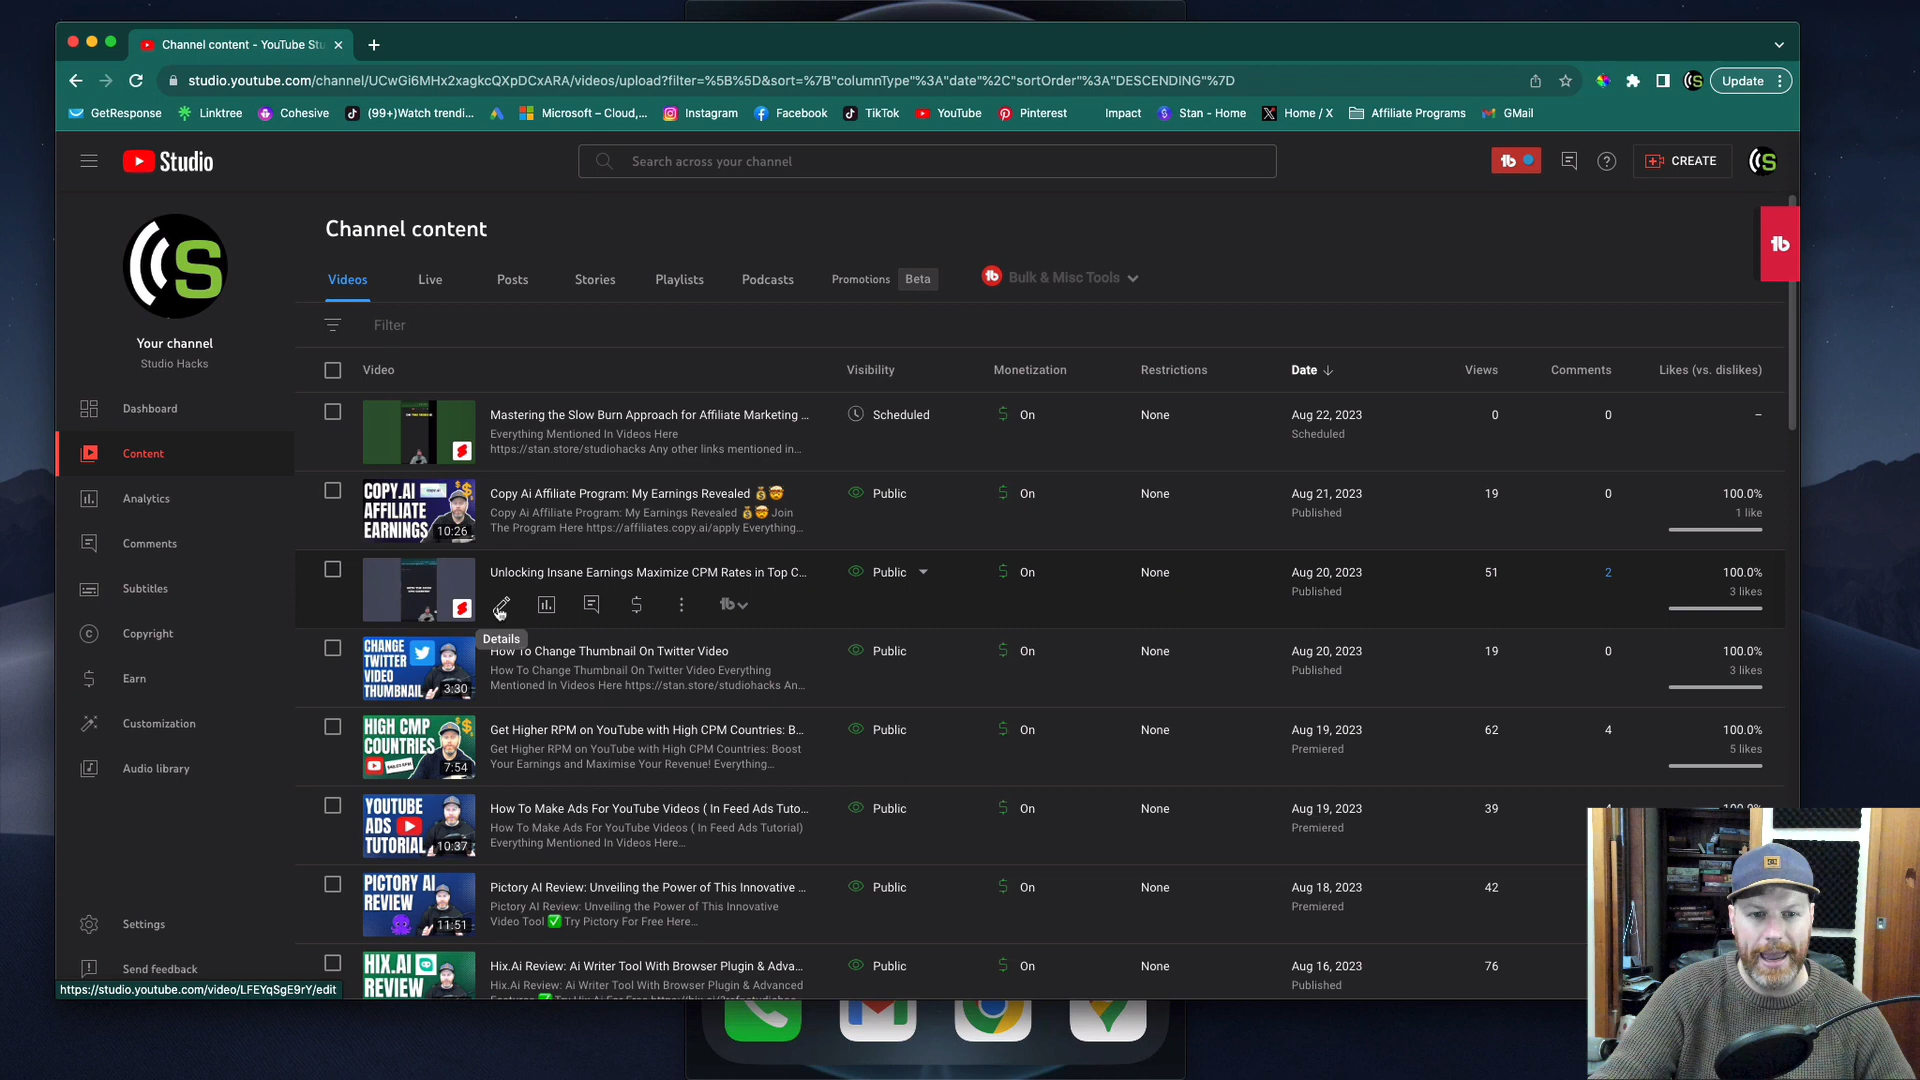 Channel content - YouTube Stu
studio.youtube.com/channel/UCwGi6MHx2xagkcQXpDCxARA/videos/upload?filter=%5B%5D&sort=%7B"columnType"%3A"date"%2C"sortOrder"%3A"DESCENDING"%7D
Update
GetResponse
Linktree
Cohesive
(99+)Watch trendi...
Microsoft – Cloud,...
Instagram
Facebook
TikTok
YouTube
Pinterest
Impact
Stan - Home
Home / X
Affiliate Programs
GMail
Studio
Search across your channel
CREATE
Your channel
Studio Hacks
Dashboard
Content
Analytics
Comments
Subtitles
Copyright
Earn
Customization
Audio library
Settings
Send feedback
https://studio.youtube.com/video/LFEYqSgE9rY/edit
Channel content
Videos Live Posts Stories Playlists Podcasts Promotions Beta Bulk & Misc Tools
Filter
Video Visibility Monetization Restrictions Date Views Comments Likes (vs. dislikes)
Mastering the Slow Burn Approach for Affiliate Marketing ... Scheduled On None Aug 22, 2023 0 0 –
Everything Mentioned In Videos Here Scheduled
https://stan.store/studiohacks Any other links mentioned in...
COPY.AI
AFFILIATE
EARNINGS
10:26
Copy Ai Affiliate Program: My Earnings Revealed 💰🤯 Public On None Aug 21, 2023 19 0 100.0%
Copy Ai Affiliate Program: My Earnings Revealed 💰🤯 Join Published 1 like
The Program Here https://affiliates.copy.ai/apply Everything...
Unlocking Insane Earnings Maximize CPM Rates in Top C... Public On None Aug 20, 2023 51 2 100.0%
Published 3 likes
Details
CHANGE
TWITTER
VIDEO
THUMBNAIL
3:30
How To Change Thumbnail On Twitter Video Public On None Aug 20, 2023 19 0 100.0%
How To Change Thumbnail On Twitter Video Everything Published 3 likes
Mentioned In Videos Here https://stan.store/studiohacks An...
HIGH CMP
COUNTRIES
7:54
Get Higher RPM on YouTube with High CPM Countries: B... Public On None Aug 19, 2023 62 4 100.0%
Get Higher RPM on YouTube with High CPM Countries: Boost Premiered 5 likes
Your Earnings and Maximise Your Revenue! Everything...
YOUTUBE
ADS
TUTORIAL
10:37
How To Make Ads For YouTube Videos ( In Feed Ads Tuto... Public On None Aug 19, 2023 39
How To Make Ads For YouTube Videos ( In Feed Ads Tutorial) Premiered
Everything Mentioned In Videos Here...
PICTORY AI
REVIEW
11:51
Pictory AI Review: Unveiling the Power of This Innovative ... Public On None Aug 18, 2023 42
Pictory AI Review: Unveiling the Power of This Innovative Premiered
Video Tool ✅ Try Pictory For Free Here...
HIX.AI
REVIEW
Hix.Ai Review: Ai Writer Tool With Browser Plugin & Adva... Public On None Aug 16, 2023 76
Hix.Ai Review: Ai Writer Tool With Browser Plugin & Advanced Published